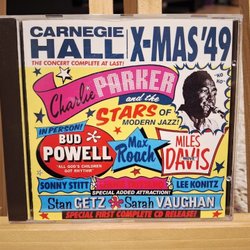 CARNEGIE HALL
X-MAS '49
THE CONCERT COMPLETE AT LAST!
Charlie PARKER
and the
STARS OF
MODERN JAZZ!
IN PERSON!
BUD
POWELL
"ALL GOD'S CHILDREN
GOT RHYTHM"
Max
Roach
MILES
DAVIS
SONNY STITT
SPECIAL ADDED ATTRACTION!
LEE KONITZ
Stan GETZ
Sarah VAUGHAN
SPECIAL FIRST COMPLETE CD RELEASE!